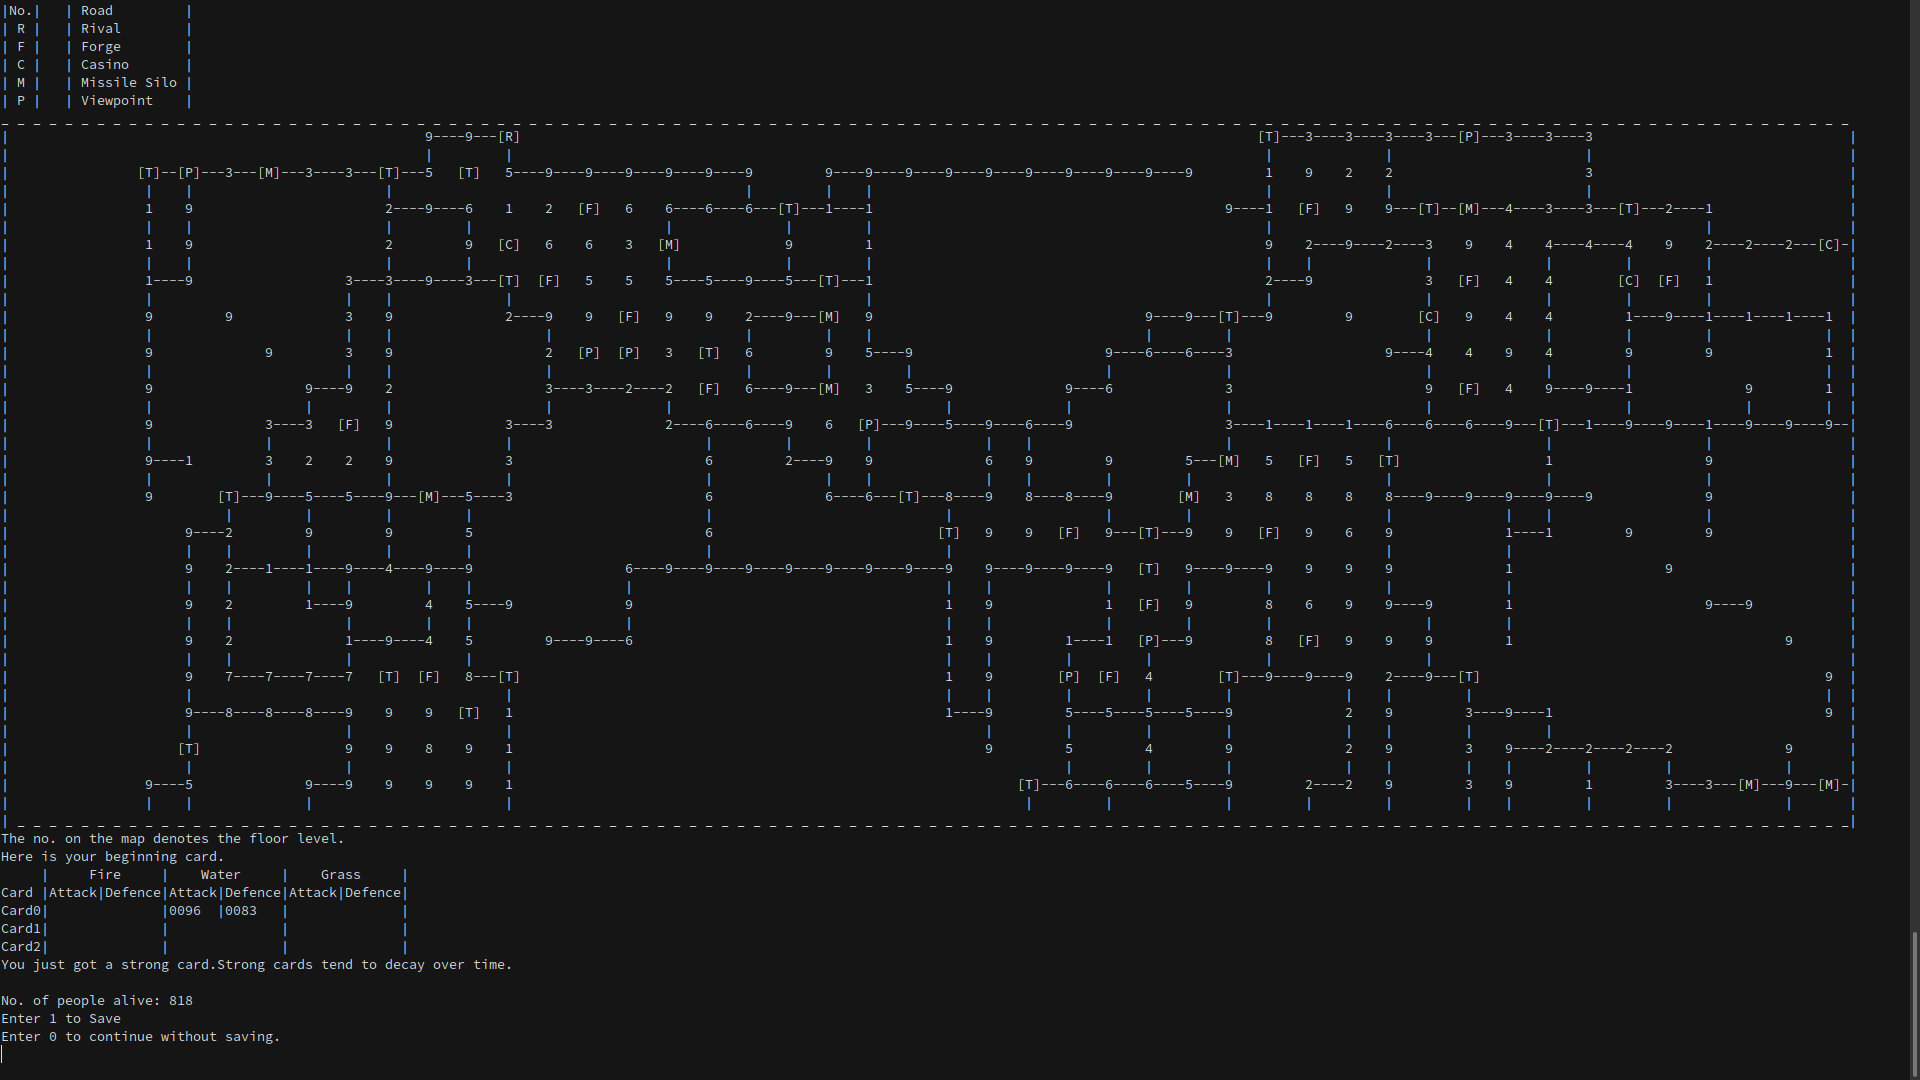 |No.|   | Road         |
| R |   | Rival        |
| F |   | Forge        |
| C |   | Casino       |
| M |   | Missile Silo |
| P |   | Viewpoint    |
| 9----9---[R] [T]---3----3----3----3---[P]---3----3----3 |
| [T]--[P]---3---[M]---3----3---[T]---5 [T] 5----9----9----9----9----9----9 9----9----9----9----9----9----9----9----9----9 1 9 2 2 3 |
| 1 9 2----9----6 1 2 [F] 6 6----6----6---[T]---1----1 9----1 [F] 9 9---[T]--[M]---4----3----3---[T]---2----1 |
| 1 9 2 9 [C] 6 6 3 [M] 9 1 9 2----9----2----3 9 4 4----4----4 9 2----2----2---[C]-|
| 1----9 3----3----9----3---[T] [F] 5 5 5----5----9----5---[T]---1 2----9 3 [F] 4 4 [C] [F] 1 |
| 9 9 3 9 2----9 9 [F] 9 9 2----9---[M] 9 9----9---[T]---9 9 [C] 9 4 4 1----9----1----1----1----1 |
| 9 9 3 9 2 [P] [P] 3 [T] 6 9 5----9 9----6----6----3 9----4 4 9 4 9 9 1 |
| 9 9----9 2 3----3----2----2 [F] 6----9---[M] 3 5----9 9----6 3 9 [F] 4 9----9----1 9 1 |
| 9 3----3 [F] 9 3----3 2----6----6----9 6 [P]---9----5----9----6----9 3----1----1----1----6----6----6----9---[T]---1----9----9----1----9----9----9--|
| 9----1 3 2 2 9 3 6 2----9 9 6 9 9 5---[M] 5 [F] 5 [T] 1 9 |
| 9 [T]---9----5----5----9---[M]---5----3 6 6----6---[T]---8----9 8----8----9 [M] 3 8 8 8 8----9----9----9----9----9 9 |
| 9----2 9 9 5 6 [T] 9 9 [F] 9---[T]---9 9 [F] 9 6 9 1----1 9 9 |
| 9 2----1----1----9----4----9----9 6----9----9----9----9----9----9----9----9 9----9----9----9 [T] 9----9----9 9 9 9 1 9 |
| 9 2 1----9 4 5----9 9 1 9 1 [F] 9 8 6 9 9----9 1 9----9 |
| 9 2 1----9----4 5 9----9----6 1 9 1----1 [P]---9 8 [F] 9 9 9 1 9 |
| 9 7----7----7----7 [T] [F] 8---[T] 1 9 [P] [F] 4 [T]---9----9----9 2----9---[T] 9 |
| 9----8----8----8----9 9 9 [T] 1 1----9 5----5----5----5----9 2 9 3----9----1 9 |
| [T] 9 9 8 9 1 9 5 4 9 2 9 3 9----2----2----2----2 9 |
| 9----5 9----9 9 9 9 1 [T]---6----6----6----5----9 2----2 9 3 9 1 3----3---[M]---9---[M]-|
The no. on the map denotes the floor level.
Here is your beginning card.
     |     Fire     |    Water     |    Grass     |
Card |Attack|Defence|Attack|Defence|Attack|Defence|
Card0|              |0096  |0083   |              |
Card1|              |              |              |
Card2|              |              |              |
You just got a strong card.Strong cards tend to decay over time.
No. of people alive: 818
Enter 1 to Save
Enter 0 to continue without saving.